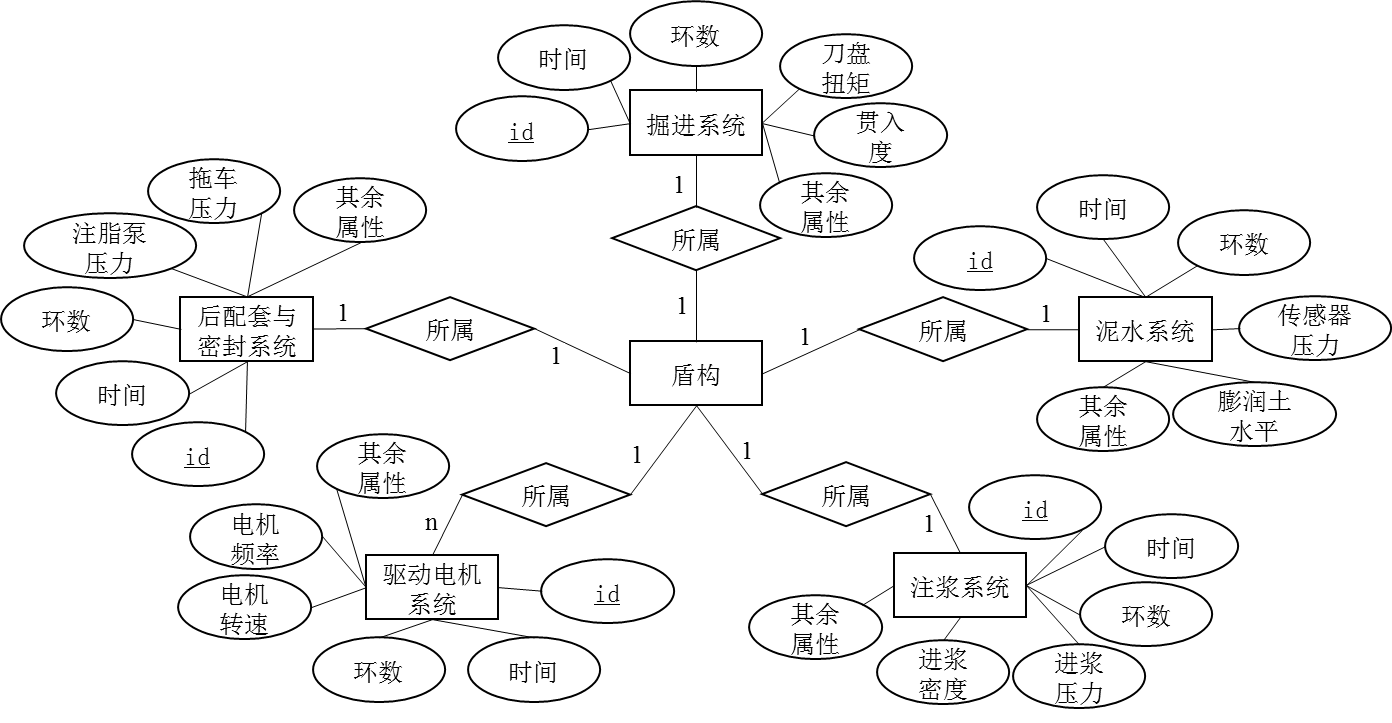 环数
时间
刀盘
扭矩
id
掘进系统
贯入
度
其余
属性
1
所属
1
拖车
压力
其余
属性
注脂泵
压力
环数
后配套与
密封系统
时间
id
1
所属
1
盾构
时间
id
环数
1
所属
1
泥水系统
传感器
压力
其余
属性
膨润土
水平
1
所属
n
其余
属性
电机
频率
电机
转速
驱动电机
系统
id
环数
时间
1
所属
1
id
时间
注浆系统
环数
其余
属性
进浆
密度
进浆
压力